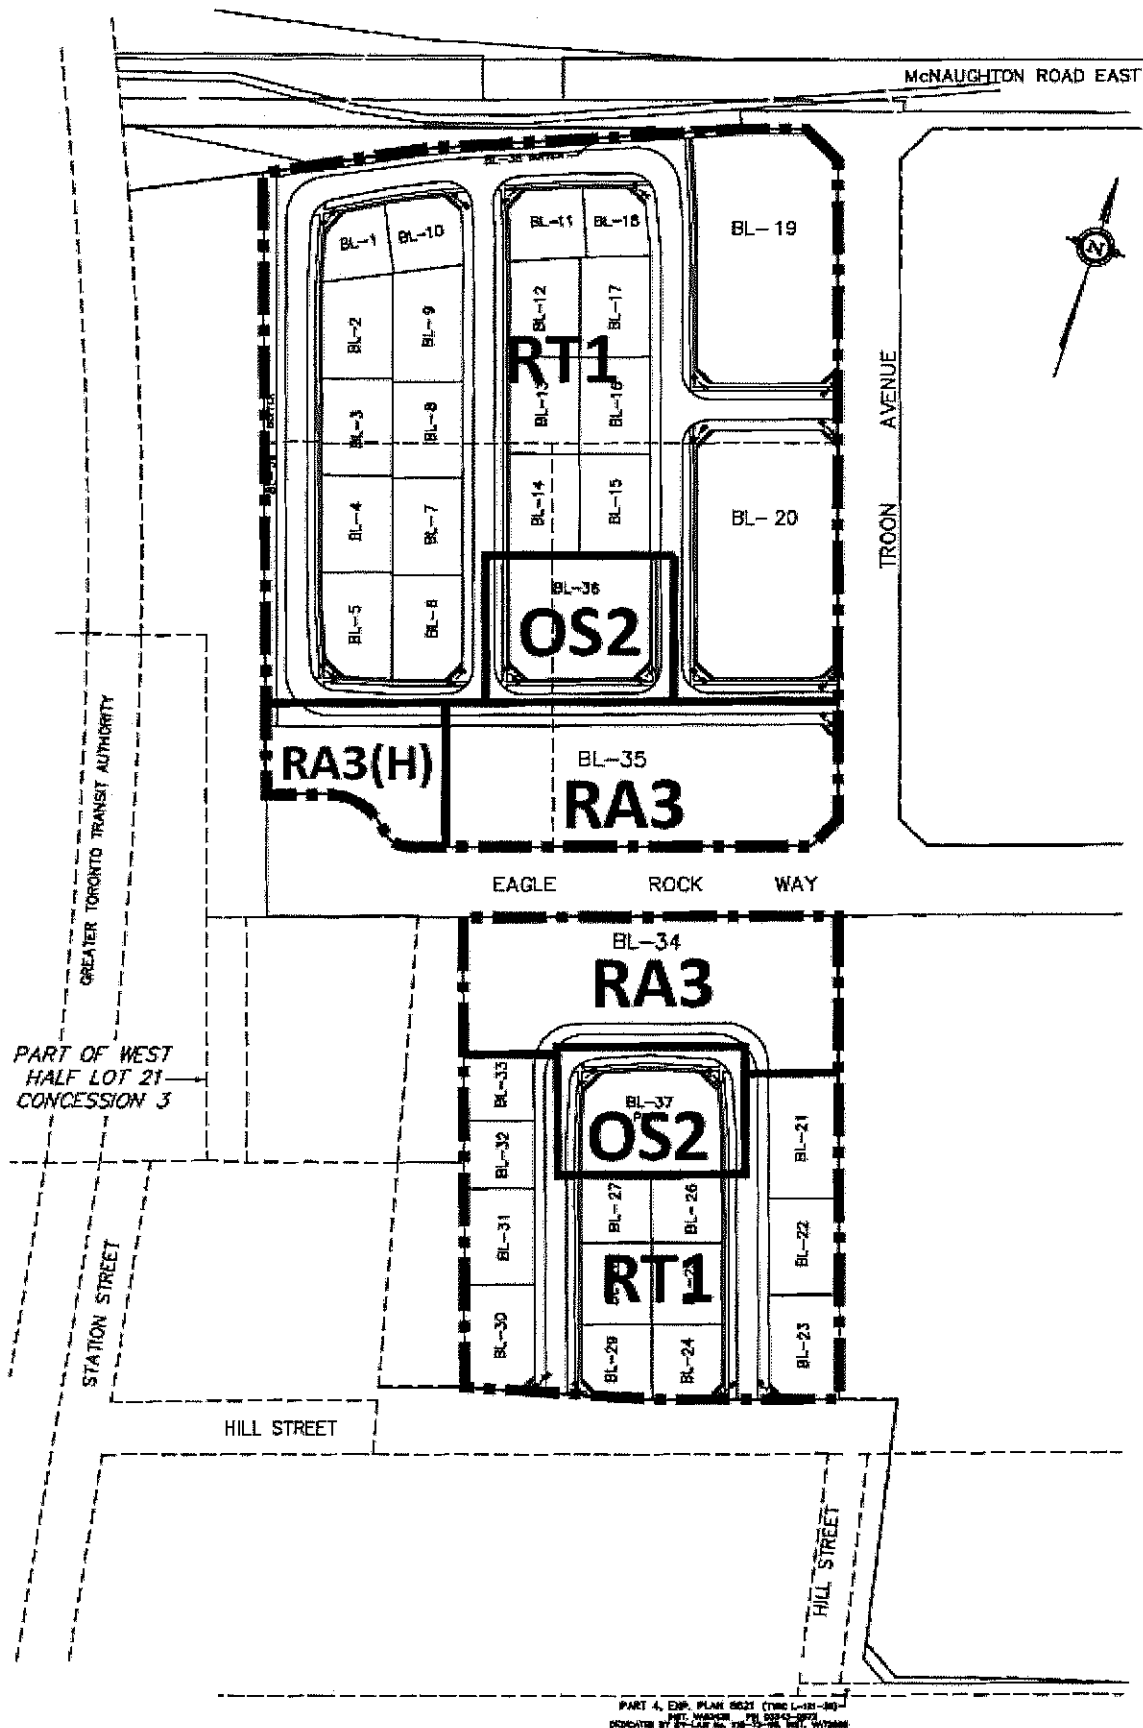 McNAUGHTON ROAD EAST
BL-1
BL-10
BL-11
BL-18
BL-19
N
BL-2
BL-9
BL-12
BL-17
RT1
BL-3
BL-8
BL-13
BL-16
TROON AVENUE
BL-4
BL-7
BL-14
BL-15
BL-20
BL-5
BL-6
BL-36
OS2
GREATER TORONTO TRANSIT AUTHORITY
RA3(H)
BL-35
RA3
EAGLE ROCK WAY
BL-34
RA3
PART OF WEST
HALF LOT 21
CONCESSION 3
BL-33
BL-37
OS2
BL-21
BL-32
BL-27
BL-26
BL-31
BL-22
RT1
BL-30
BL-29
BL-24
BL-23
STATION STREET
HILL STREET
HILL STREET
PART 4, EXP. PLAN